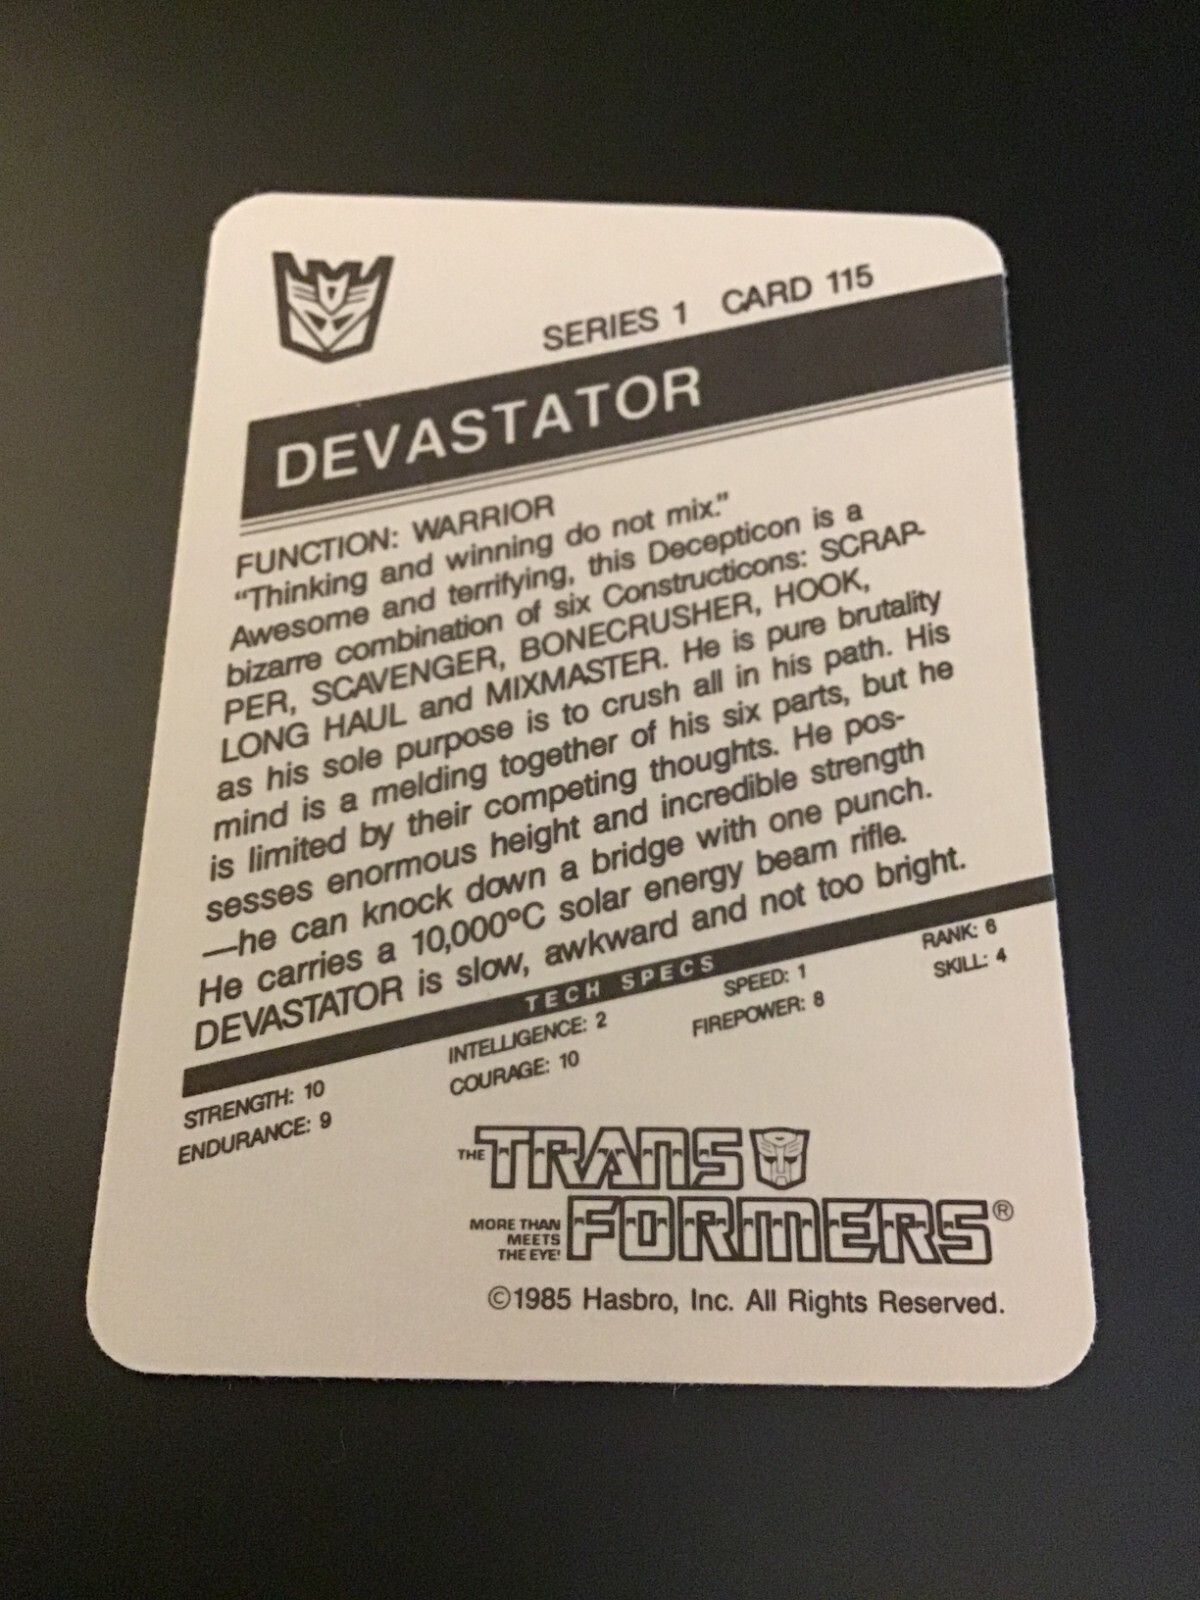 SERIES 1 CARD 115
DEVASTATOR
FUNCTION: WARRIOR
“Thinking and winning do not mix.”
Awesome and terrifying, this Decepticon is a
bizarre combination of six Constructicons: SCRAP-
PER, SCAVENGER, BONECRUSHER, HOOK,
LONG HAUL and MIXMASTER. He is pure brutality
as his sole purpose is to crush all in his path. His
mind is a melding together of his six parts, but he
is limited by their competing thoughts. He pos-
sesses enormous height and incredible strength
—he can knock down a bridge with one punch.
He carries a 10,000°C solar energy beam rifle.
DEVASTATOR is slow, awkward and not too bright.
TECH SPECS
STRENGTH: 10 INTELLIGENCE: 2 SPEED: 1 RANK: 6
ENDURANCE: 9 COURAGE: 10 FIREPOWER: 8 SKILL: 4
THE TRANS
FORMERS®
MORE THAN
MEETS
THE EYE!
©1985 Hasbro, Inc. All Rights Reserved.